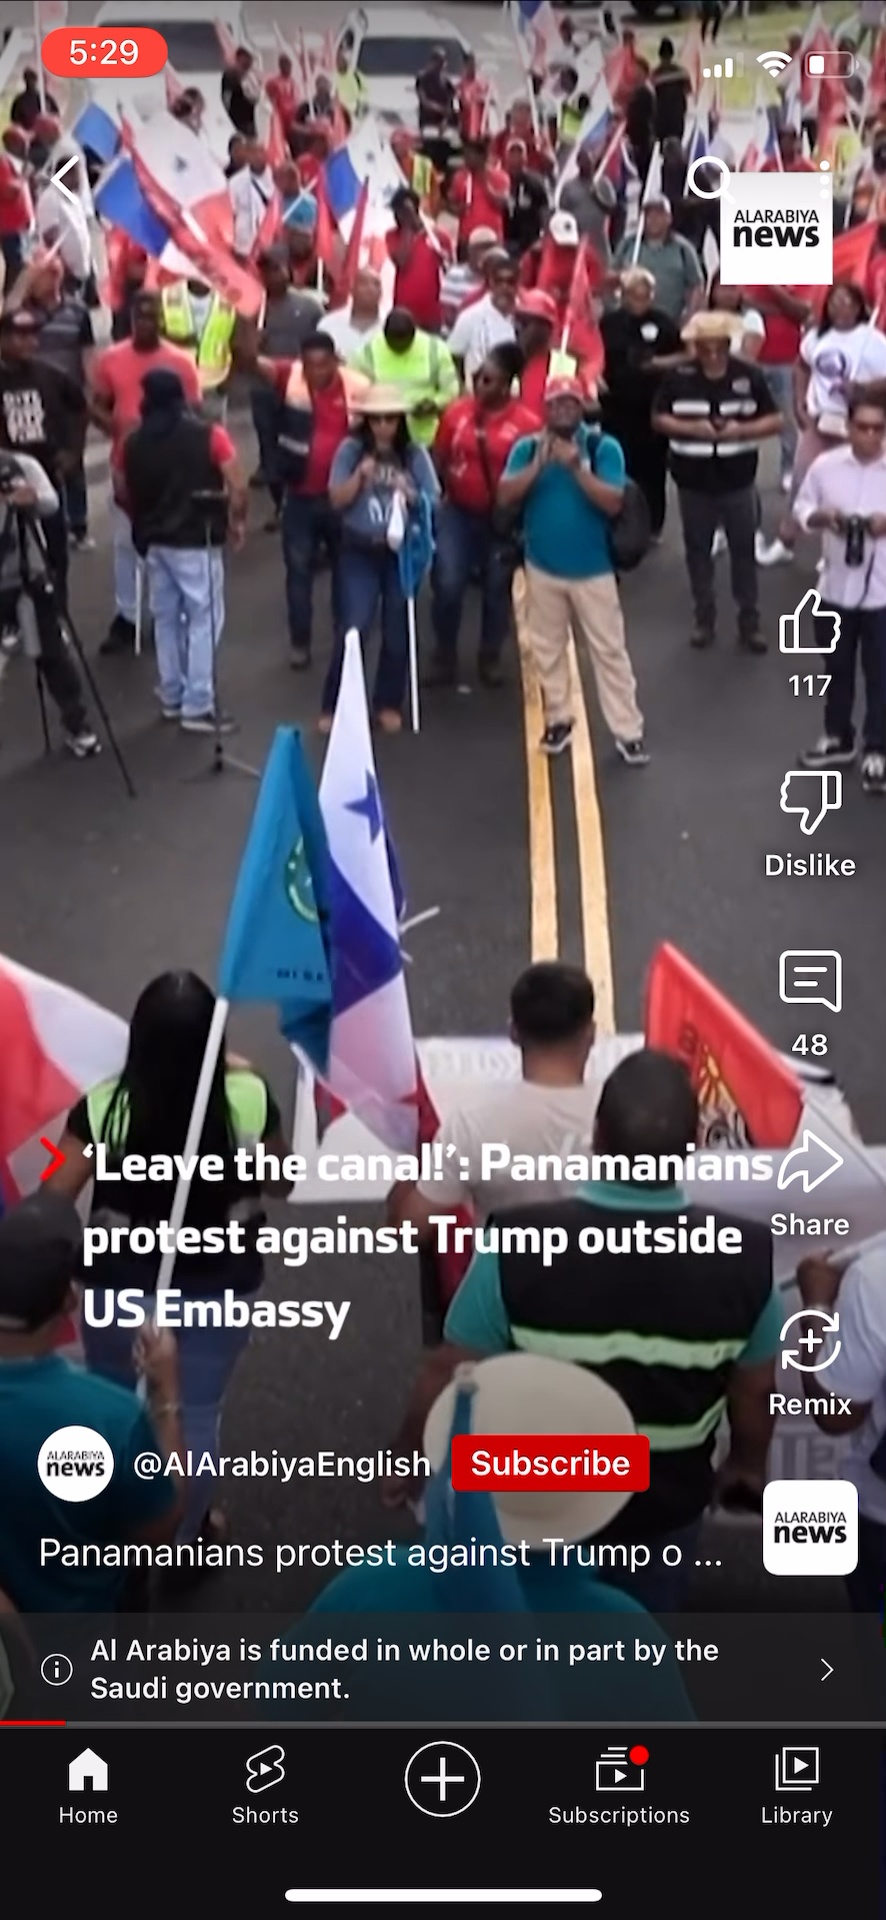 5:29
ALARABIYA
news
117
Dislike
48
‘Leave the canal!’: Panamanians
protest against Trump outside
US Embassy
Share
Remix
ALARABIYA
news
@AlArabiyaEnglish
Subscribe
ALARABIYA
news
Panamanians protest against Trump o ...
Al Arabiya is funded in whole or in part by the
Saudi government.
Home
Shorts
Subscriptions
Library